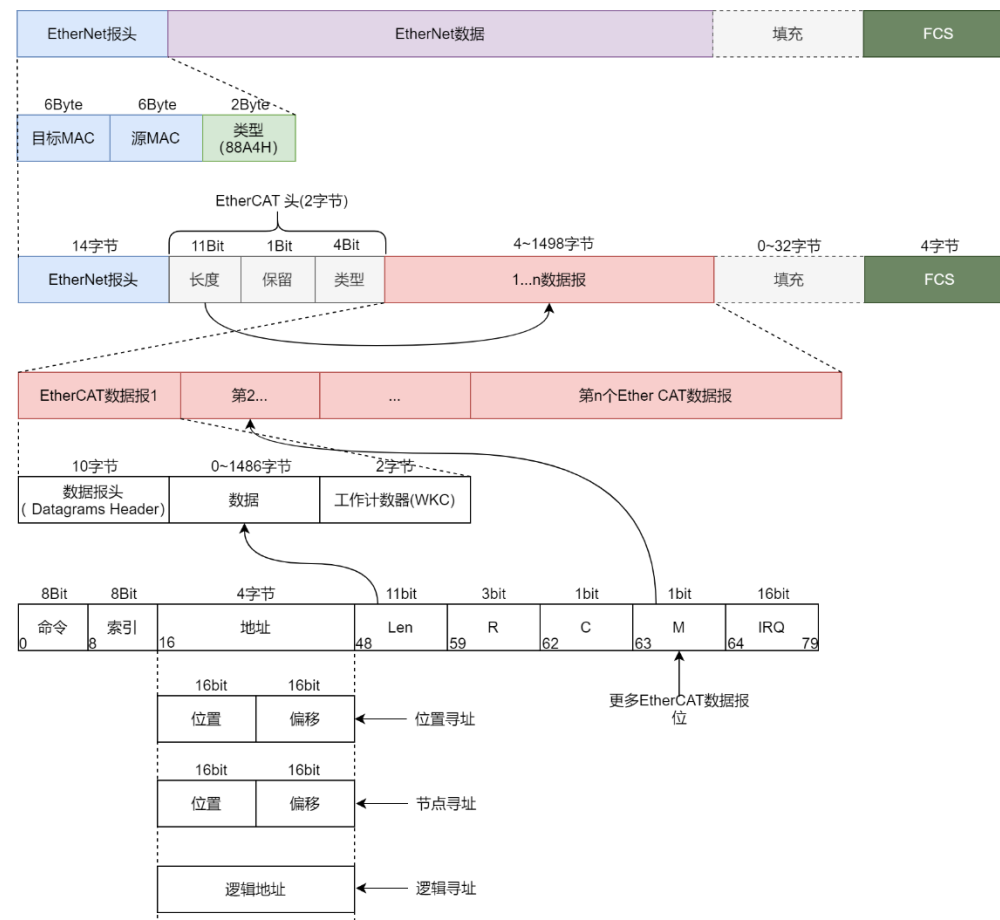 EtherNet报头
EtherNet数据
填充
FCS
6Byte
6Byte
2Byte
目标MAC
源MAC
类型
(88A4H)
EtherCAT 头(2字节)
14字节
11Bit
1Bit
4Bit
4~1498字节
0~32字节
4字节
EtherNet报头
长度
保留
类型
1...n数据报
填充
FCS
EtherCAT数据报1
第2...
...
第n个Ether CAT数据报
10字节
0~1486字节
2字节
数据报头
( Datagrams Header)
数据
工作计数器(WKC)
8Bit
8Bit
4字节
11bit
3bit
1bit
1bit
16bit
命令
索引
地址
Len
R
C
M
IRQ
0
8
16
48
59
62
63
64
79
更多EtherCAT数据报
位
16bit
16bit
位置
偏移
位置寻址
16bit
16bit
位置
偏移
节点寻址
逻辑地址
逻辑寻址